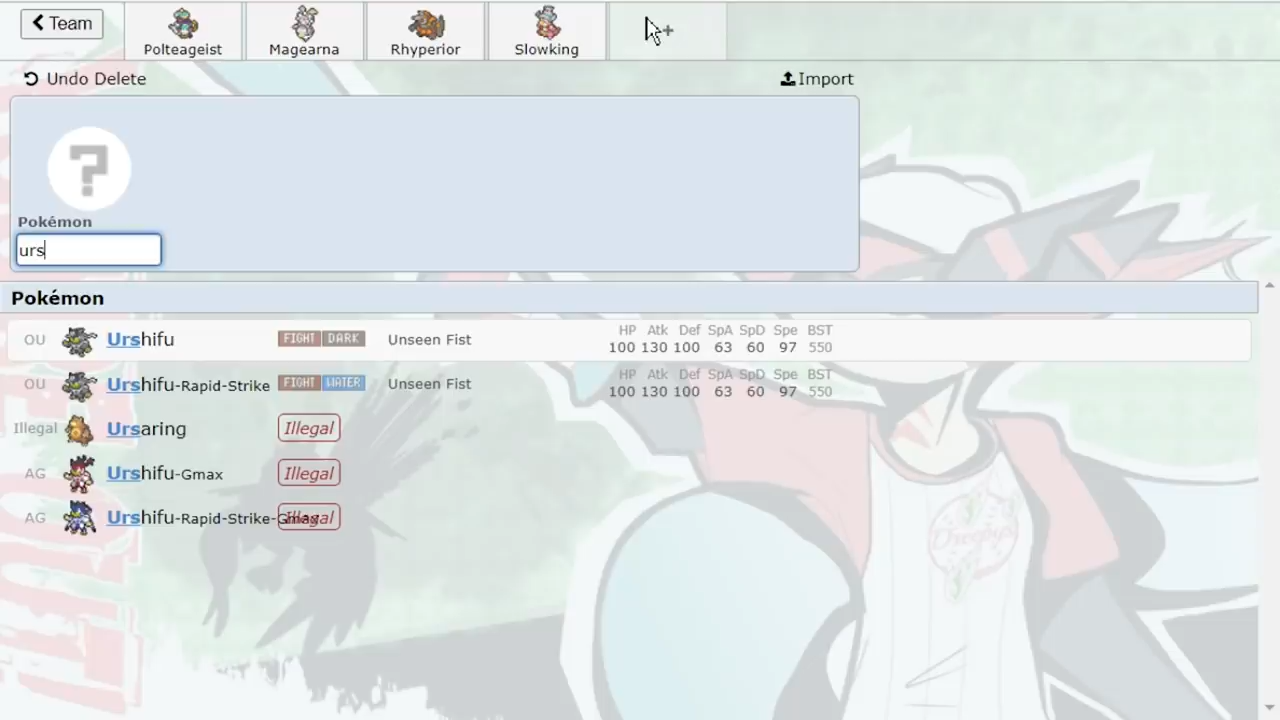 Team
Polteageist
Magearna
Rhyperior
Slowking
+
Undo Delete
Import
?
Pokémon
urs
Pokémon
HP Atk Def SpA SpD Spe BST
OU Urshifu FIGHT DARK Unseen Fist 100 130 100 63 60 97 550
HP Atk Def SpA SpD Spe BST
OU Urshifu-Rapid-Strike FIGHT WATER Unseen Fist 100 130 100 63 60 97 550
Illegal Ursaring Illegal
AG Urshifu-Gmax Illegal
AG Urshifu-Rapid-Strike-Gmax Illegal